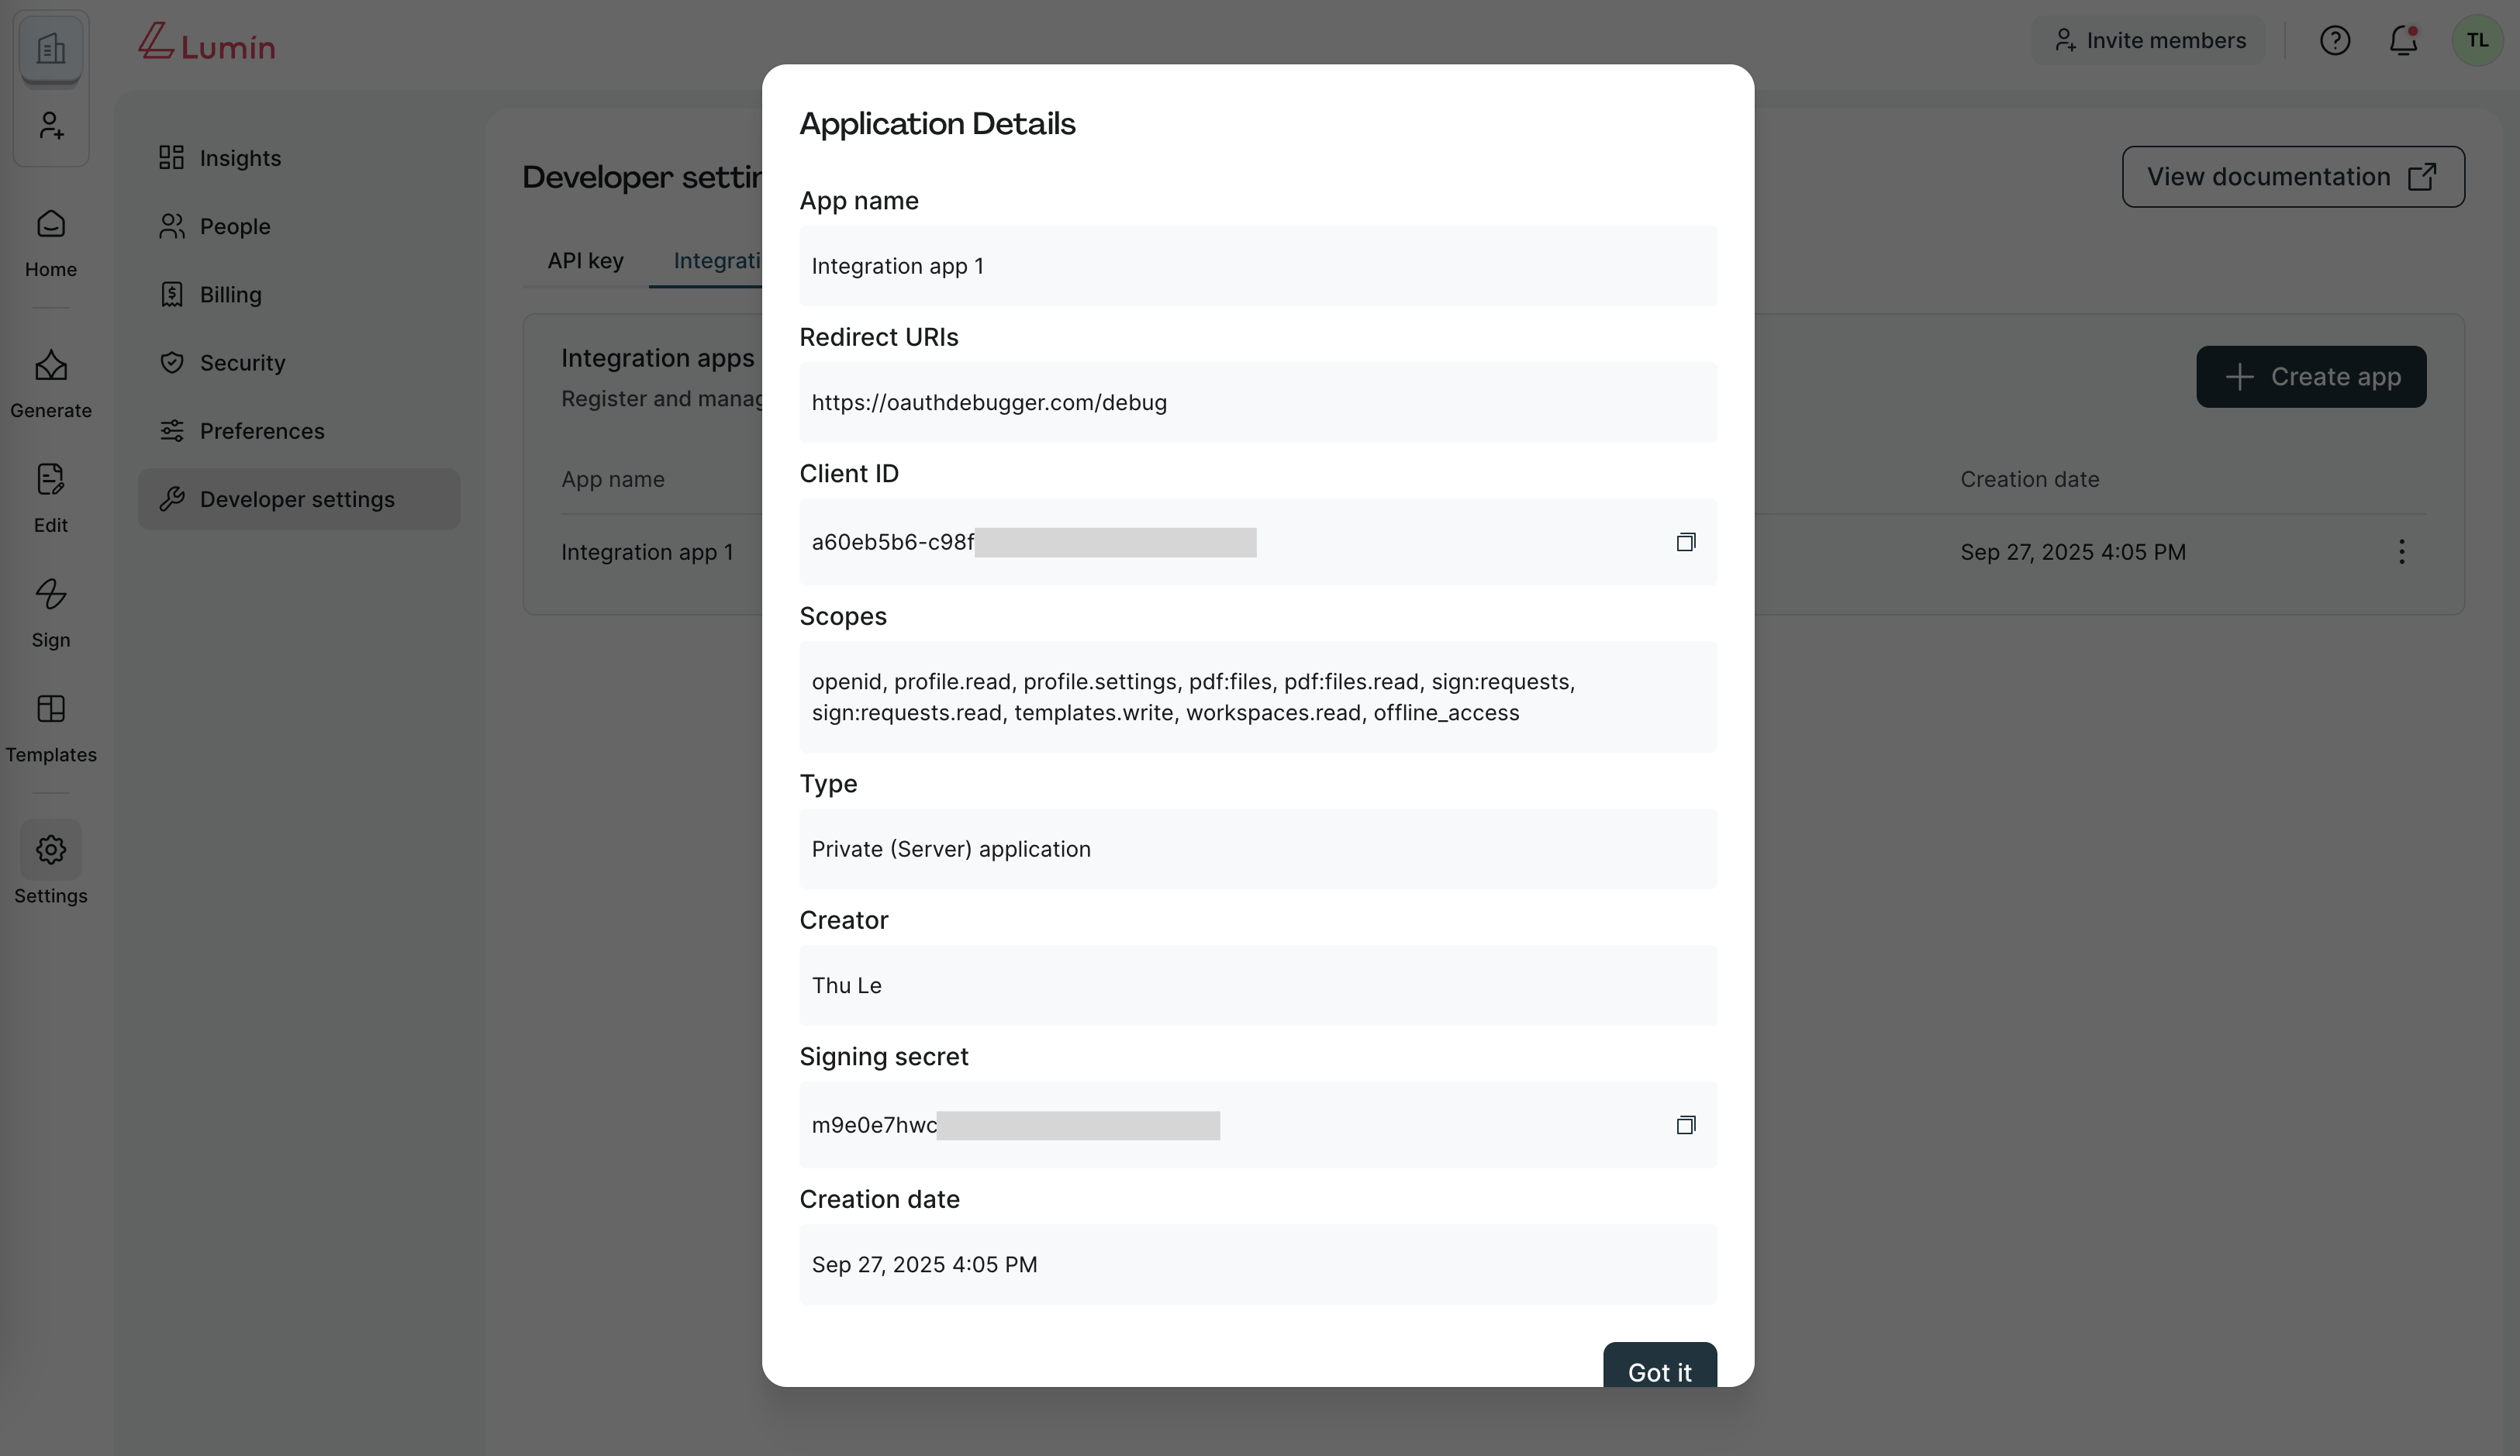 Lumin
Invite members
TL
Home
Generate
Edit
Sign
Templates
Settings
Insights
People
Billing
Security
Preferences
Developer settings
Developer settin
View documentation
API key
Integrati
Integration apps
Register and manag
Create app
App name
Creation date
Integration app 1
Sep 27, 2025 4:05 PM
Application Details
App name
Integration app 1
Redirect URIs
https://oauthdebugger.com/debug
Client ID
a60eb5b6-c98f
Scopes
openid, profile.read, profile.settings, pdf:files, pdf:files.read, sign:requests,
sign:requests.read, templates.write, workspaces.read, offline_access
Type
Private (Server) application
Creator
Thu Le
Signing secret
m9e0e7hwc
Creation date
Sep 27, 2025 4:05 PM
Got it